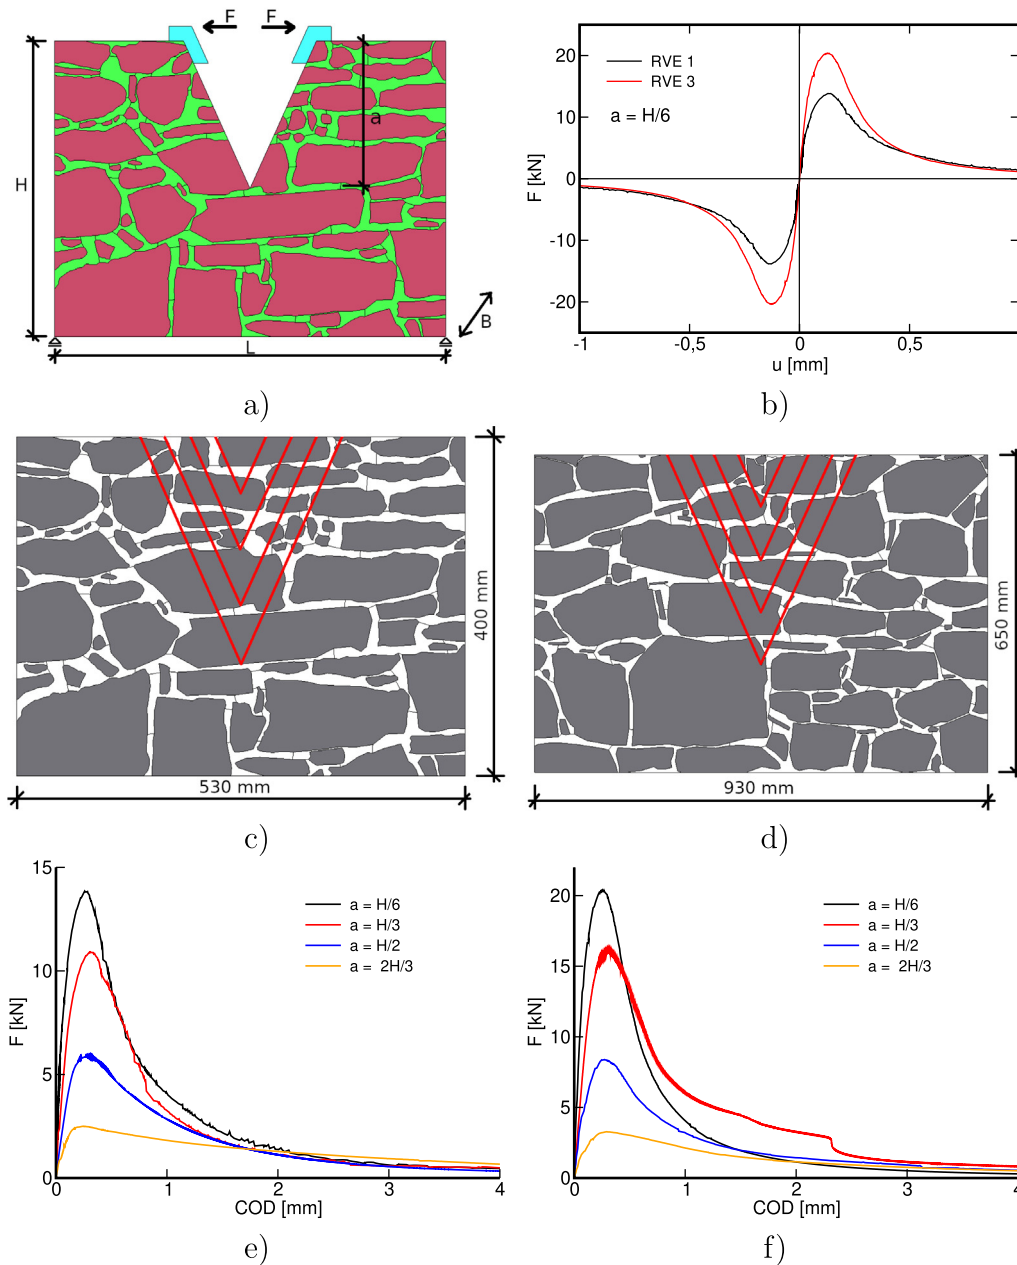 F F
a
H
B
L
a)
20
10
0
-10
-20
F [kN]
RVE 1
RVE 3
a = H/6
-1 -0,5 0 0,5
u [mm]
b)
400 mm
530 mm
c)
650 mm
930 mm
d)
15
10
5
0
F [kN]
a = H/6
a = H/3
a = H/2
a = 2H/3
0 1 2 3 4
COD [mm]
e)
20
15
10
5
0
F [kN]
a = H/6
a = H/3
a = H/2
a = 2H/3
0 1 2 3 4
COD [mm]
f)